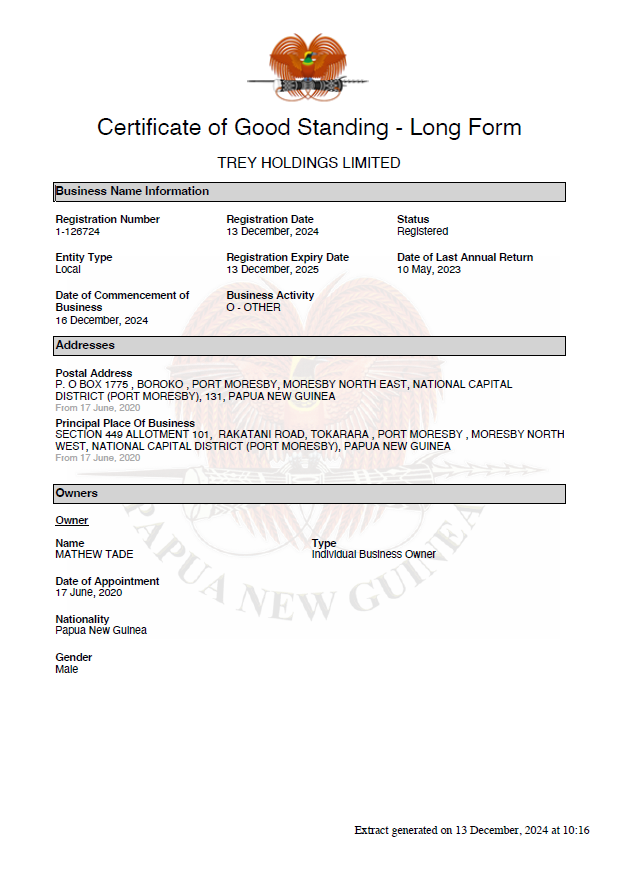 Certificate of Good Standing - Long Form
TREY HOLDINGS LIMITED
Business Name Information
Registration Number Registration Date Status
1-126724 13 December, 2024 Registered
Entity Type Registration Expiry Date Date of Last Annual Return
Local 13 December, 2025 10 May, 2023
Date of Commencement of Business Activity
Business O - OTHER
16 December, 2024
Addresses
Postal Address
P. O BOX 1775 , BOROKO , PORT MORESBY, MORESBY NORTH EAST, NATIONAL CAPITAL
DISTRICT (PORT MORESBY), 131, PAPUA NEW GUINEA
From 17 June, 2020
Principal Place Of Business
SECTION 449 ALLOTMENT 101, RAKATANI ROAD, TOKARARA , PORT MORESBY , MORESBY NORTH
WEST, NATIONAL CAPITAL DISTRICT (PORT MORESBY), PAPUA NEW GUINEA
From 17 June, 2020
Owners
Owner
Name Type
MATHEW TADE Individual Business Owner
Date of Appointment
17 June, 2020
Nationality
Papua New Guinea
Gender
Male
PAPUA NEW GUINEA
Extract generated on 13 December, 2024 at 10:16